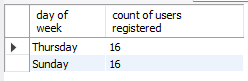 day of week
count of users registered
Thursday 16
Sunday 16